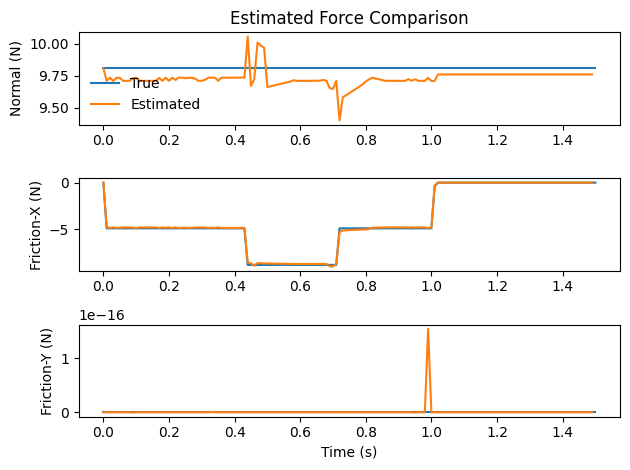 Estimated Force Comparison
Normal (N)
10.00
9.75
9.50
True
Estimated
0.0 0.2 0.4 0.6 0.8 1.0 1.2 1.4
Friction-X (N)
0
−5
0.0 0.2 0.4 0.6 0.8 1.0 1.2 1.4
1e−16
Friction-Y (N)
1
0
0.0 0.2 0.4 0.6 0.8 1.0 1.2 1.4
Time (s)